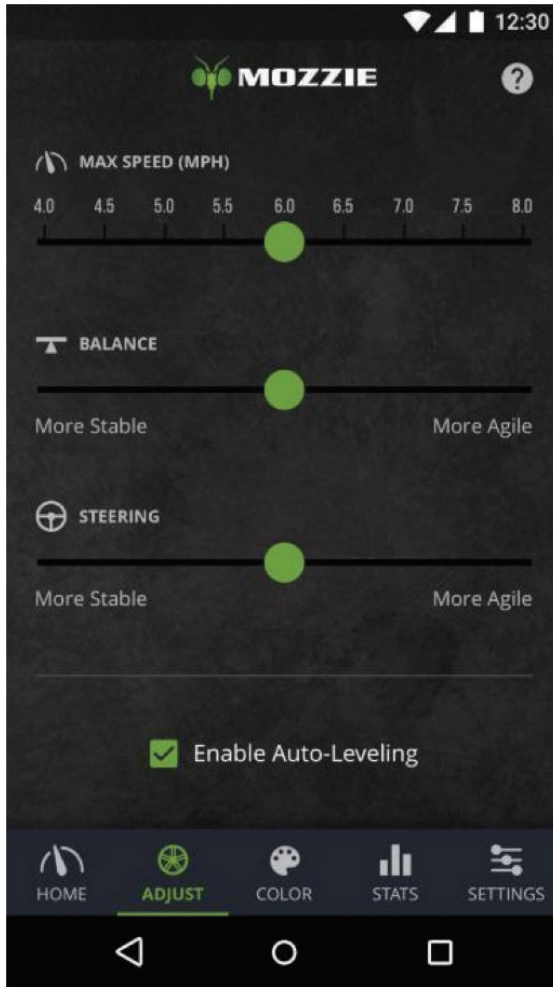 12:30
MOZZIE
?
MAX SPEED (MPH)
4.0 4.5 5.0 5.5 6.0 6.5 7.0 7.5 8.0
BALANCE
More Stable More Agile
STEERING
More Stable More Agile
Enable Auto-Leveling
HOME ADJUST COLOR STATS SETTINGS